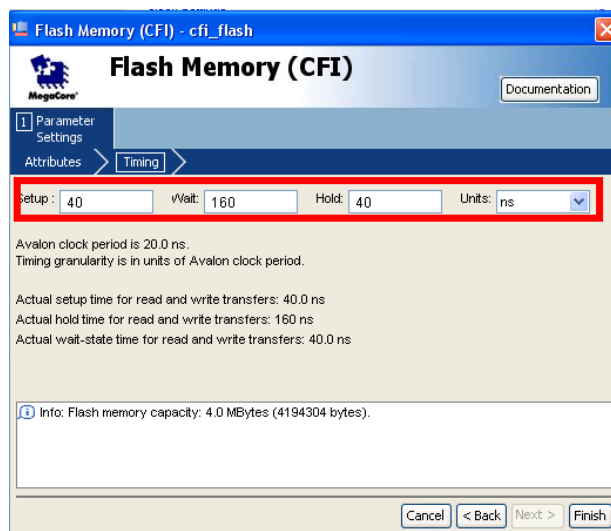 Flash Memory (CFI) - cfi_flash
MegaCore®
Flash Memory (CFI)
Documentation
1 Parameter
Settings
Attributes Timing
Setup : 40 Wait: 160 Hold: 40 Units: ns
Avalon clock period is 20.0 ns.
Timing granularity is in units of Avalon clock period.
Actual setup time for read and write transfers: 40.0 ns
Actual hold time for read and write transfers: 160 ns
Actual wait-state time for read and write transfers: 40.0 ns
Info: Flash memory capacity: 4.0 MBytes (4194304 bytes).
Cancel < Back Next > Finish